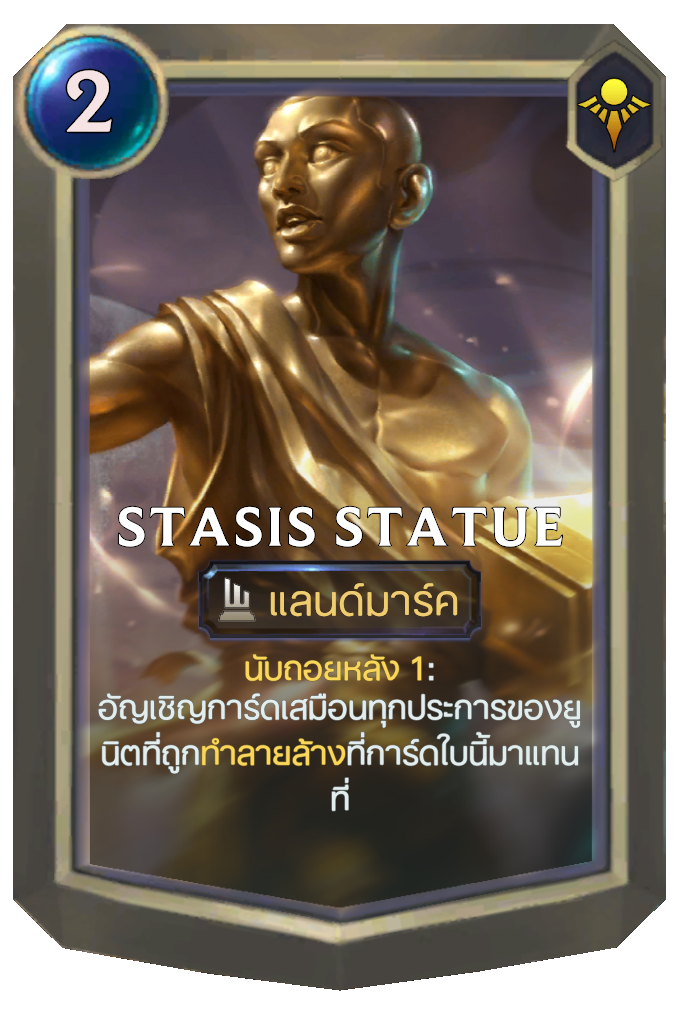 2
STASIS STATUE
แลนด์มาร์ค
นับถอยหลัง 1:
อัญเชิญการ์ดเสมือนทุกประการของยู
นิตที่ถูกทำลายล้างที่การ์ดใบนี้มาแทน
ที่